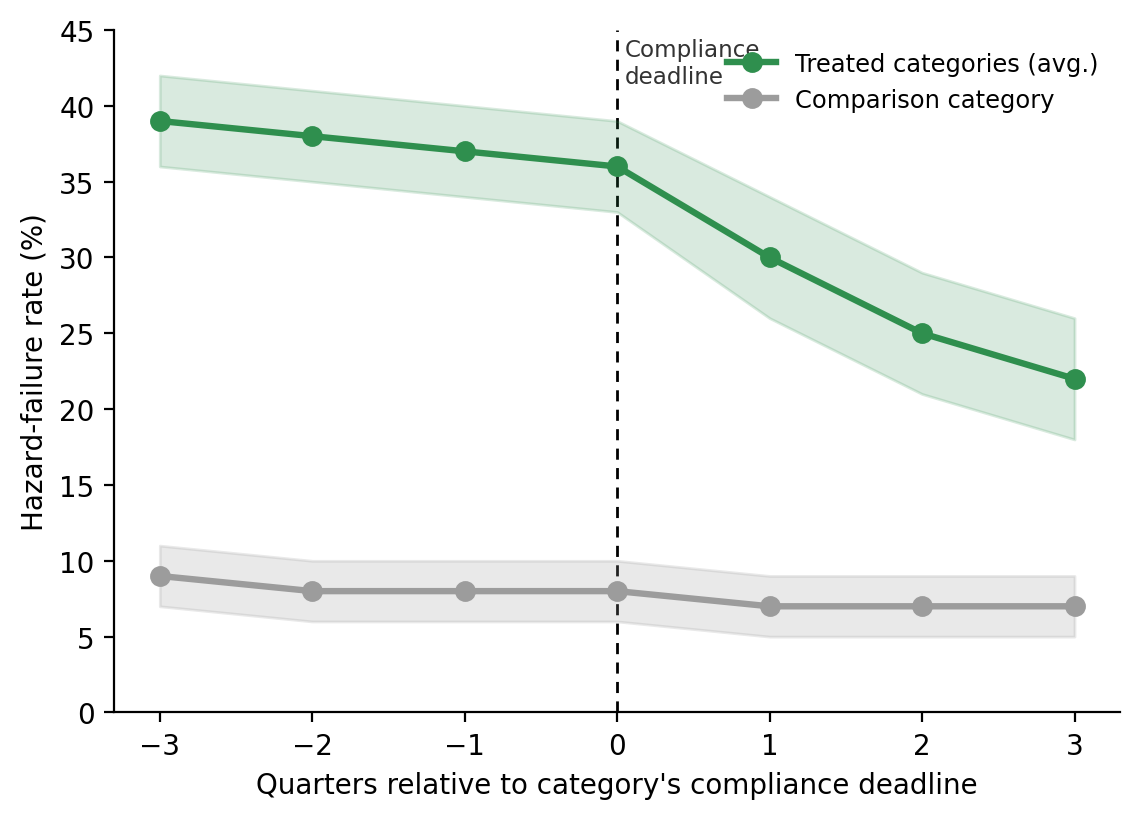 45
40
35
30
25
20
15
10
5
0
Hazard-failure rate (%)
Compliance
deadline
Treated categories (avg.)
Comparison category
−3 −2 −1 0 1 2 3
Quarters relative to category's compliance deadline